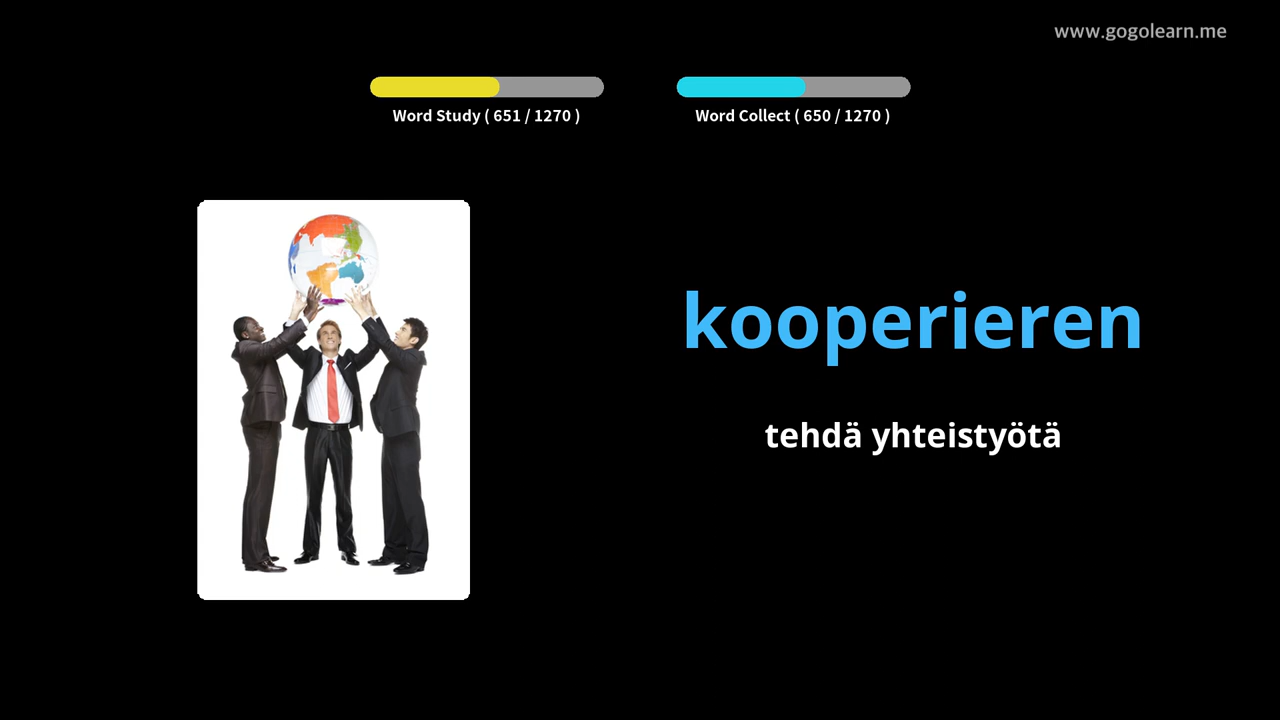 www.gogolearn.me
Word Study ( 651 / 1270 )
Word Collect ( 650 / 1270 )
kooperieren
tehdä yhteistyötä